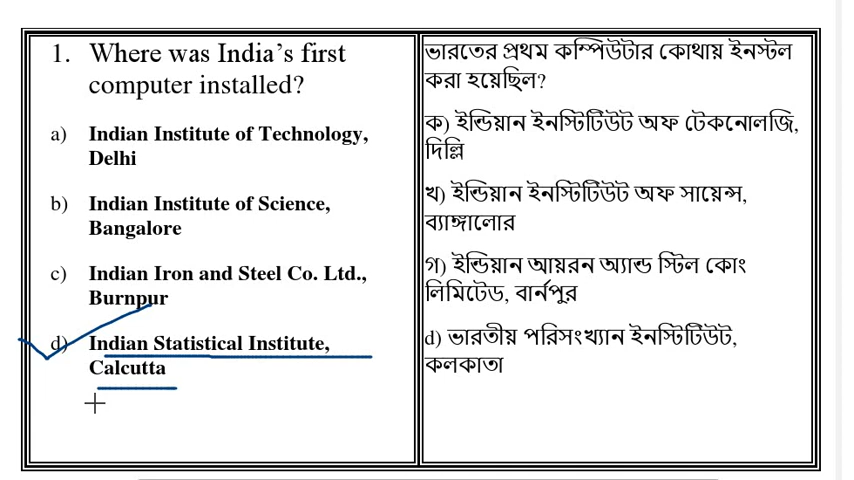 1. Where was India's first
computer installed?
a) Indian Institute of Technology,
Delhi
b) Indian Institute of Science,
Bangalore
c) Indian Iron and Steel Co. Ltd.,
Burnpur
d) Indian Statistical Institute,
Calcutta
ভারতের প্রথম কম্পিউটার কোথায় ইনস্টল
করা হয়েছিল?
ক) ইন্ডিয়ান ইনস্টিটিউট অফ টেকনোলজি,
দিল্লি
খ) ইন্ডিয়ান ইনস্টিটিউট অফ সায়েন্স,
ব্যাঙ্গালোর
গ) ইন্ডিয়ান আয়রন অ্যান্ড স্টিল কোং
লিমিটেড, বার্নপুর
d) ভারতীয় পরিসংখ্যান ইনস্টিটিউট,
কলকাতা